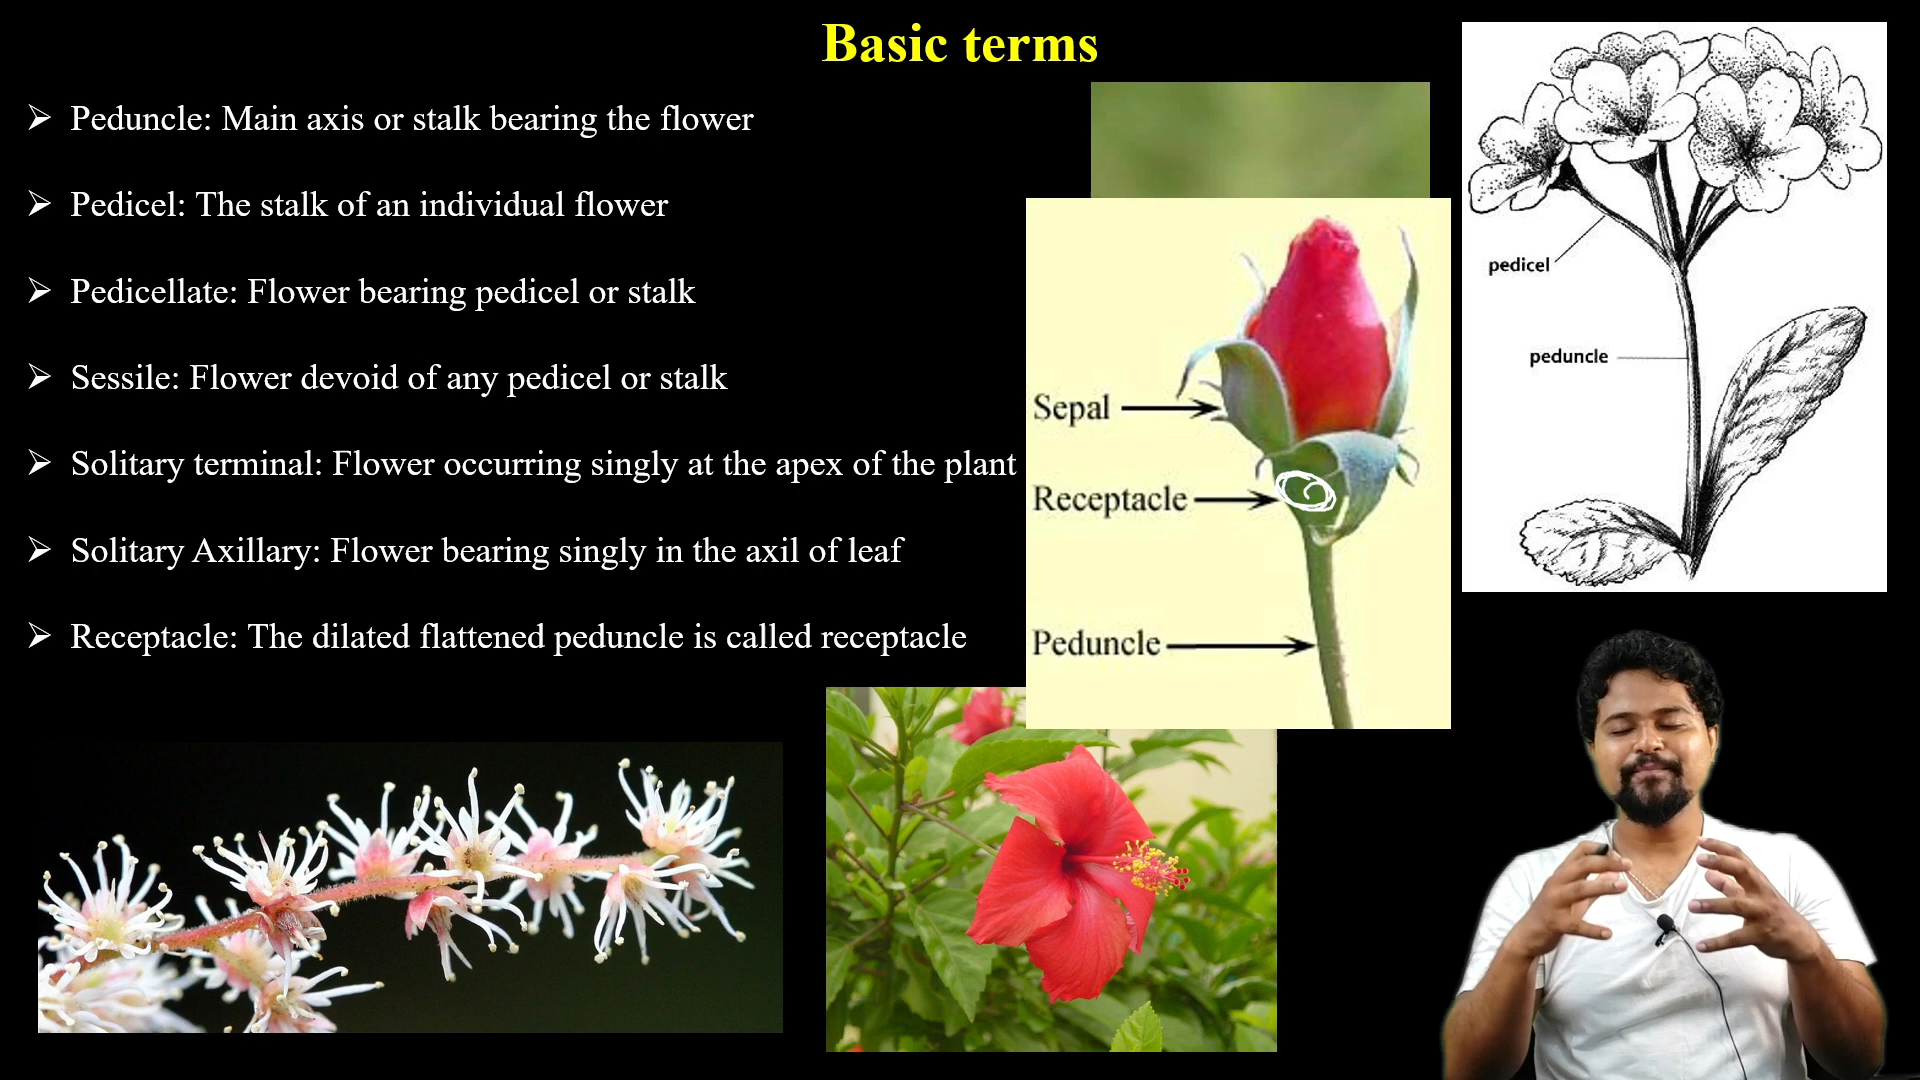 Basic terms
➢ Peduncle: Main axis or stalk bearing the flower
➢ Pedicel: The stalk of an individual flower
➢ Pedicellate: Flower bearing pedicel or stalk
➢ Sessile: Flower devoid of any pedicel or stalk
➢ Solitary terminal: Flower occurring singly at the apex of the plant
➢ Solitary Axillary: Flower bearing singly in the axil of leaf
➢ Receptacle: The dilated flattened peduncle is called receptacle
Sepal
Receptacle
Peduncle
pedicel
peduncle